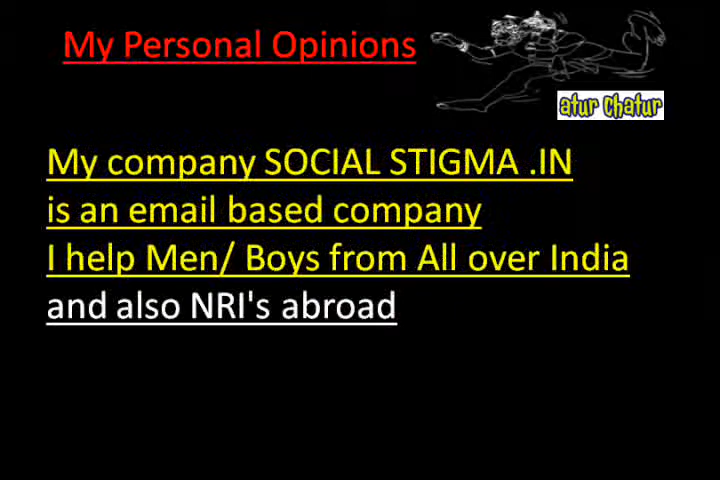 My Personal Opinions
atur chatur
My company SOCIAL STIGMA .IN
is an email based company
I help Men/ Boys from All over India
and also NRI's abroad